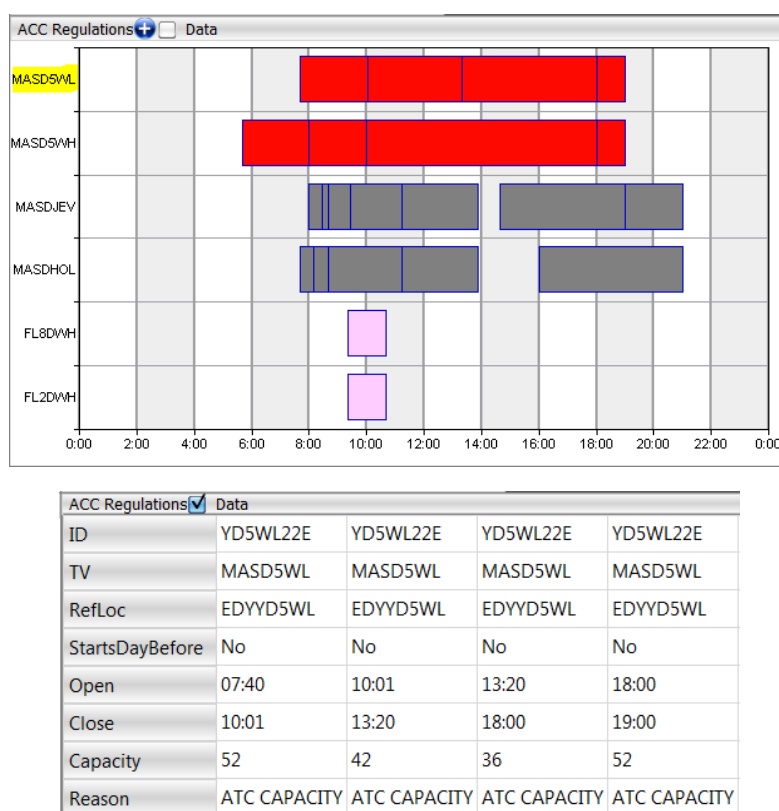 ACC Regulations Data
MASD5WL
MASD5WH
MASDJEV
MASDHOL
FL8DWH
FL2DWH
0:00 2:00 4:00 6:00 8:00 10:00 12:00 14:00 16:00 18:00 20:00 22:00 0:00
ACC Regulations Data
ID YD5WL22E YD5WL22E YD5WL22E YD5WL22E
TV MASD5WL MASD5WL MASD5WL MASD5WL
RefLoc EDYYD5WL EDYYD5WL EDYYD5WL EDYYD5WL
StartsDayBefore No No No No
Open 07:40 10:01 13:20 18:00
Close 10:01 13:20 18:00 19:00
Capacity 52 42 36 52
Reason ATC CAPACITY ATC CAPACITY ATC CAPACITY ATC CAPACITY